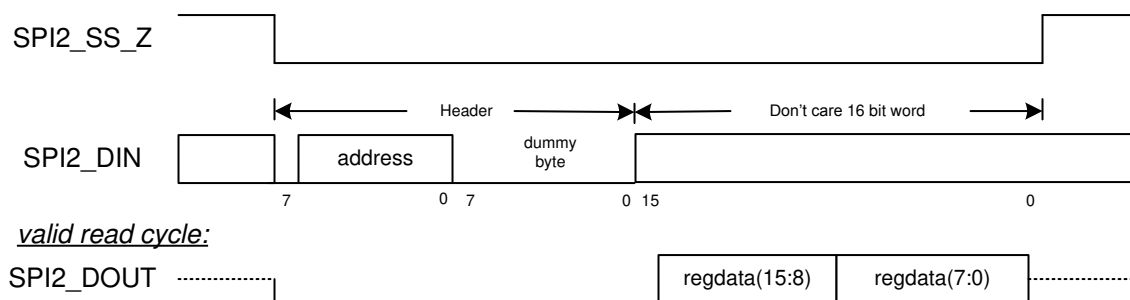 SPI2_SS_Z
Header
Don't care 16 bit word
SPI2_DIN
address
dummy
byte
7 0 7 0 15 0
valid read cycle:
SPI2_DOUT
regdata(15:8)
regdata(7:0)